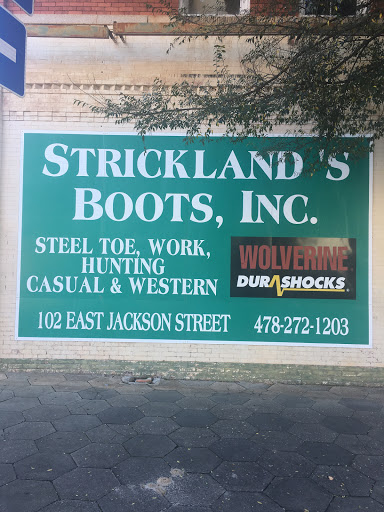 STRICKLAND'S
BOOTS, INC.
STEEL TOE, WORK,
HUNTING
CASUAL & WESTERN
WOLVERINE
DURASHOCKS
102 EAST JACKSON STREET 478-272-1203